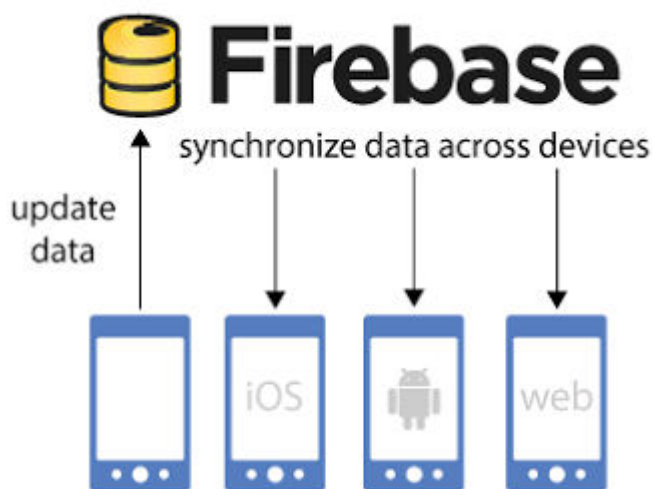 Firebase
synchronize data across devices
update
data
iOS
web